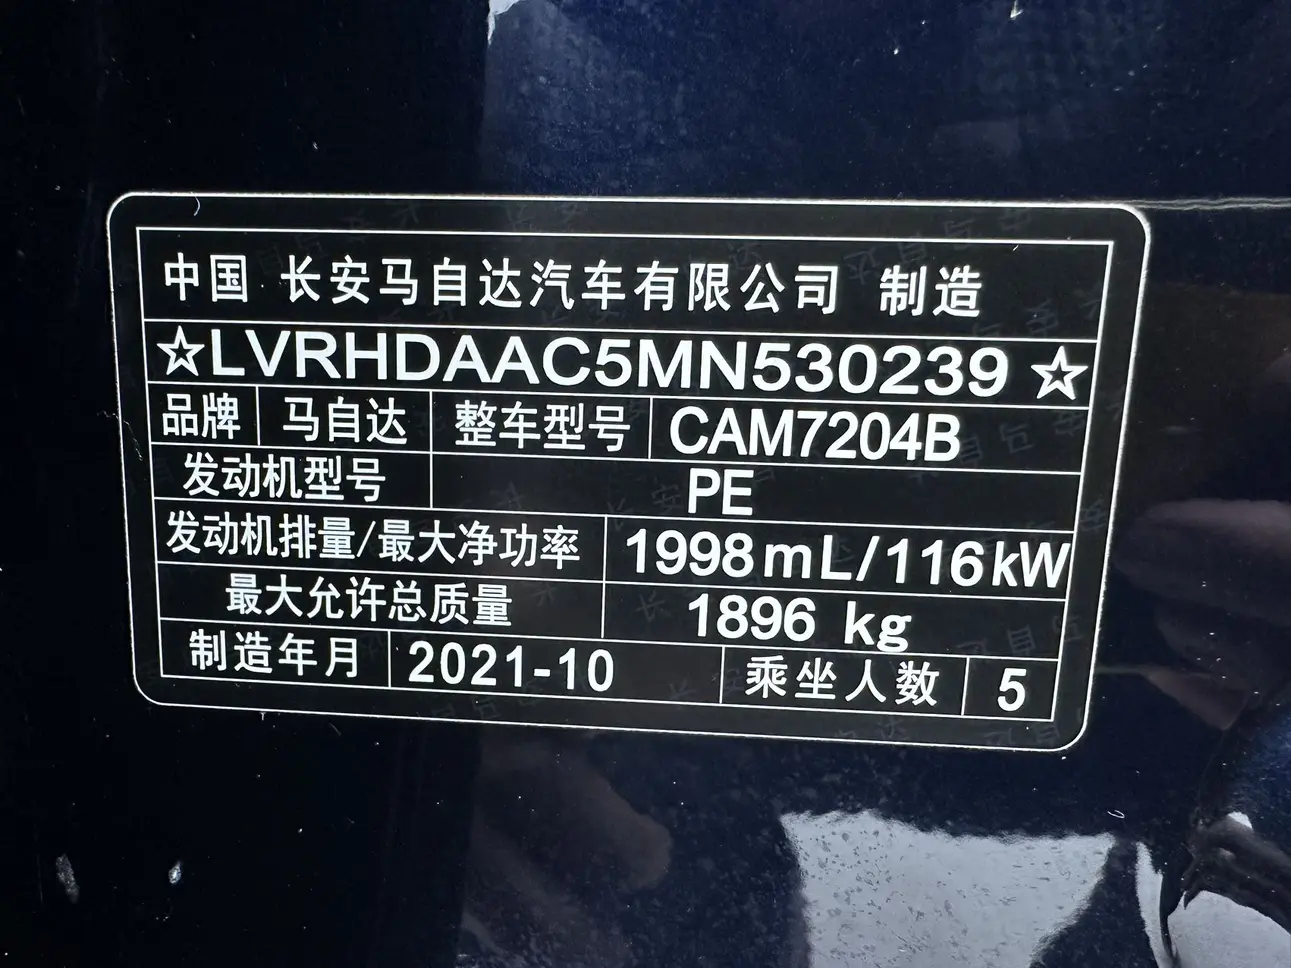 中国 长安马自达汽车有限公司 制造
☆LVRHDAAC5MN530239☆
品牌 马自达 整车型号 CAM7204B
发动机型号 PE
发动机排量/最大净功率 1998mL/116kW
最大允许总质量 1896 kg
制造年月 2021-10 乘坐人数 5